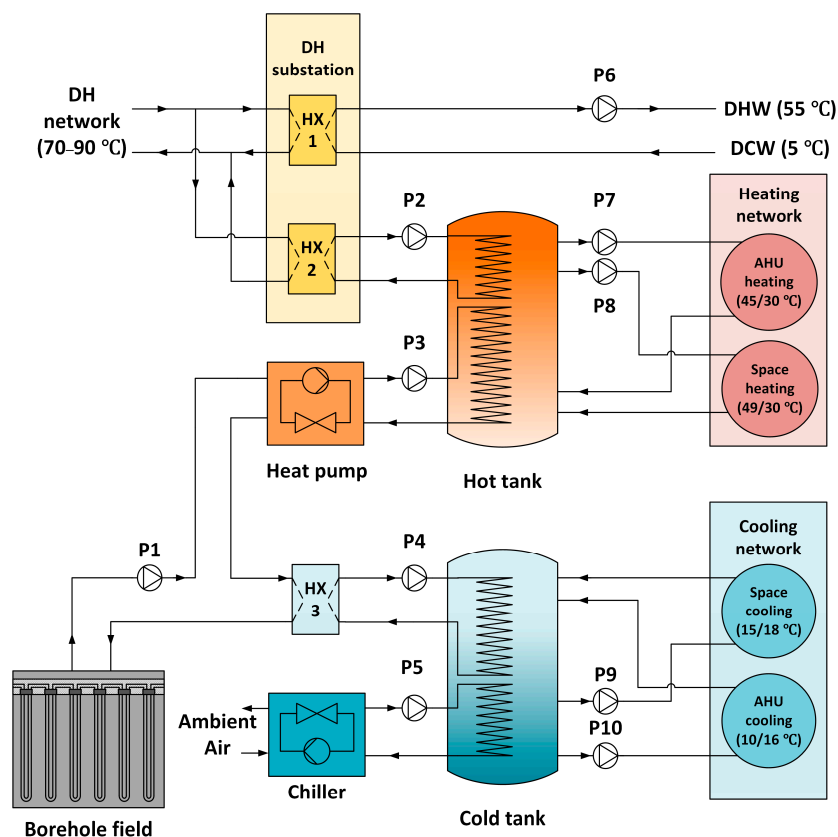 DH
substation
DH
network
(70–90 ℃)
HX
1
P6
DHW (55 ℃)
DCW (5 ℃)
HX
2
P2
P7
P8
Heating
network
AHU
heating
(45/30 ℃)
Space
heating
(49/30 ℃)
P3
Heat pump
Hot tank
P1
HX
3
P4
Cooling
network
Space
cooling
(15/18 ℃)
P5
P9
P10
AHU
cooling
(10/16 ℃)
Ambient
Air
Chiller
Cold tank
Borehole field